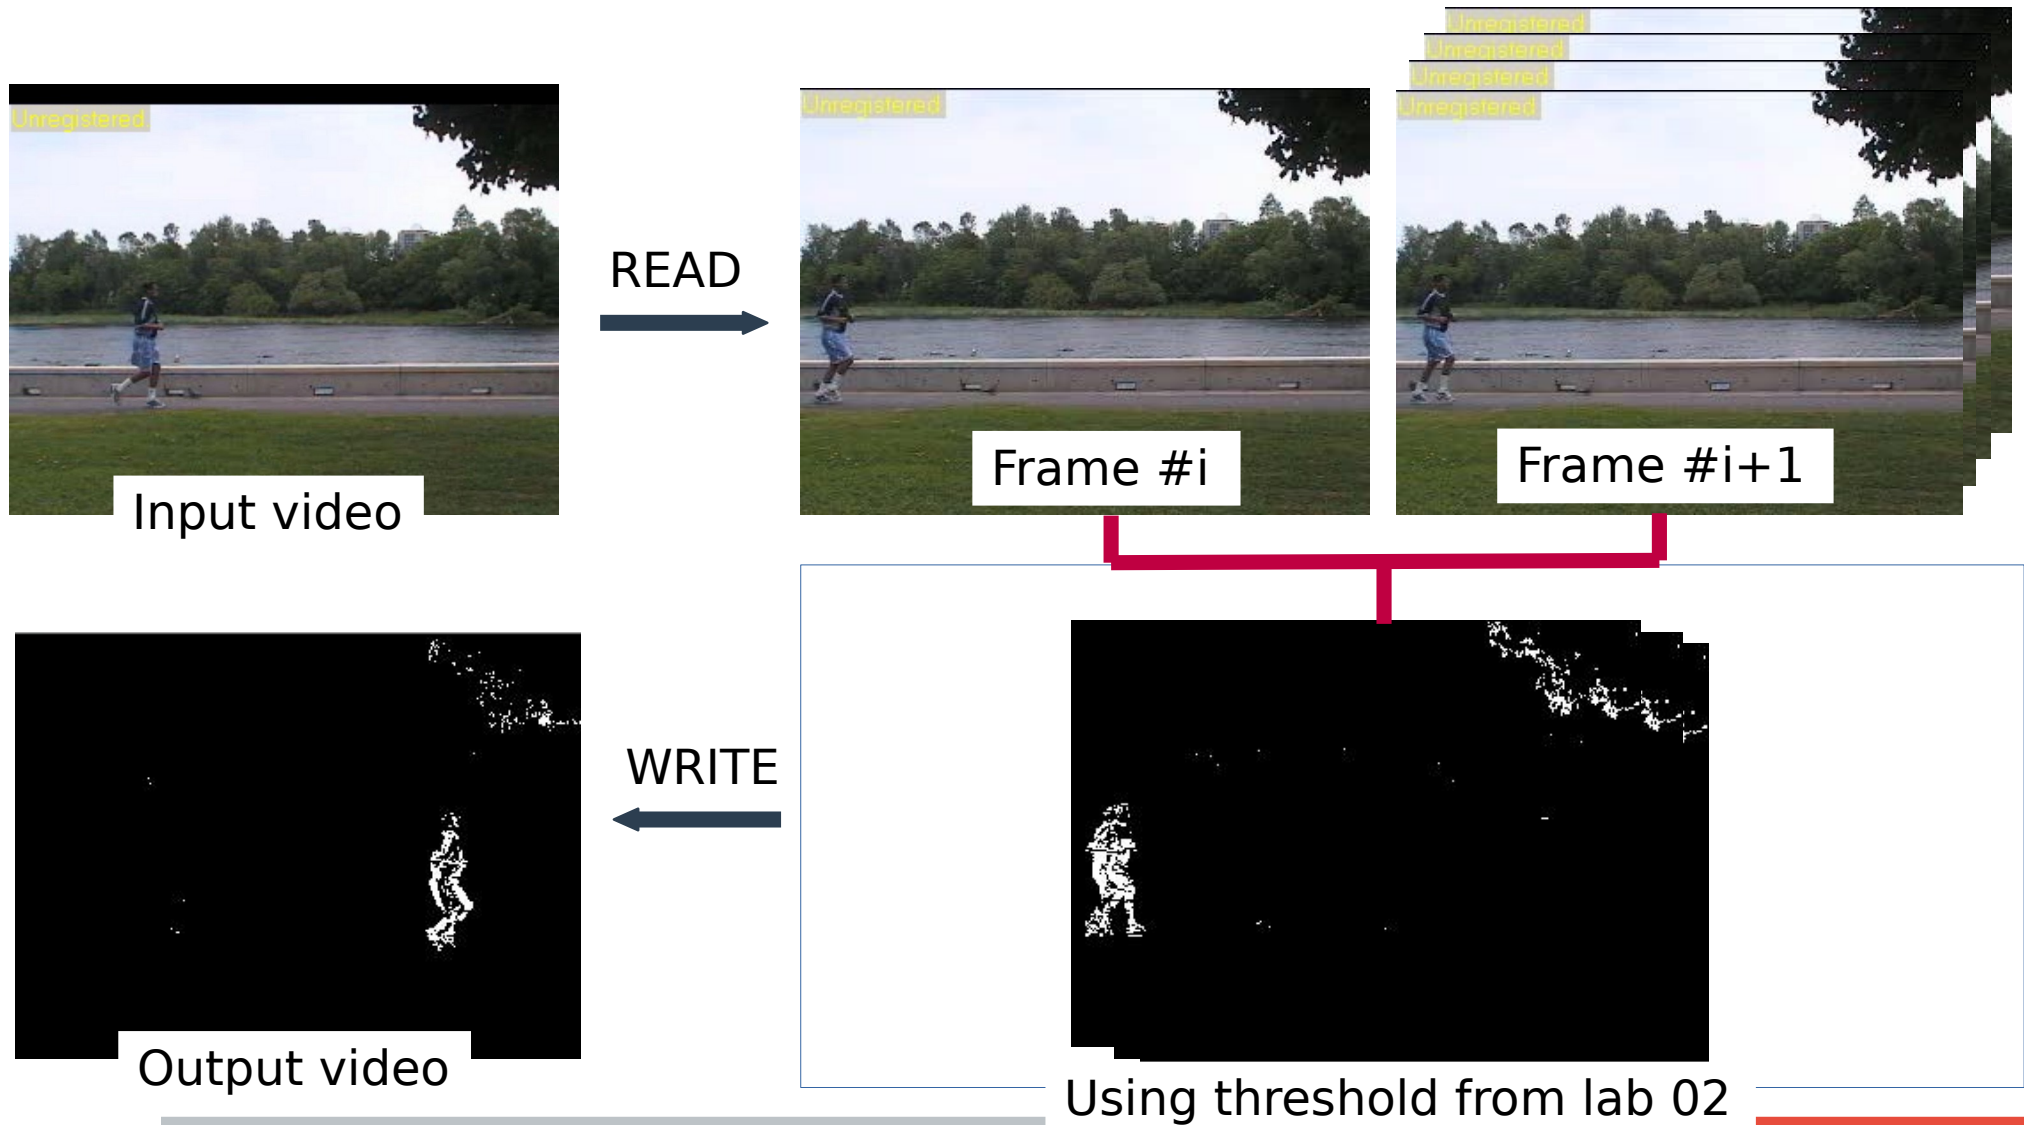 Unregistered
Input video
READ
Unregistered
Frame #i
Unregistered
Unregistered
Unregistered
Unregistered
Frame #i+1
WRITE
Output video
Using threshold from lab 02